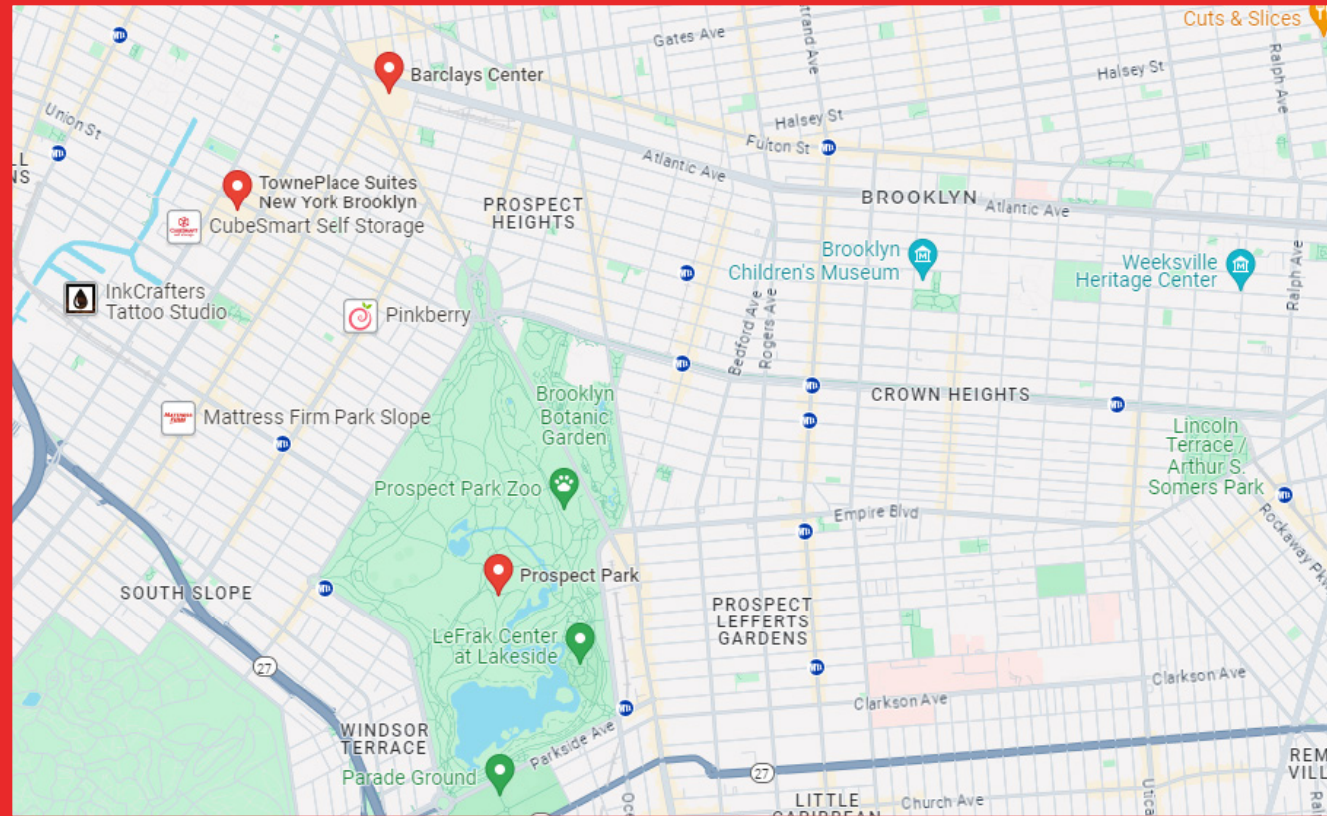 Cuts & Slices
Gates Ave
Ralph Ave
Halsey St
Barclays Center
Union St
Halsey St
Fulton St
Atlantic Ave
TownePlace Suites
New York Brooklyn
CubeSmart Self Storage
PROSPECT
HEIGHTS
BROOKLYN
Atlantic Ave
Brooklyn
Children's Museum
Weeksville
Heritage Center
Ralph Ave
InkCrafters
Tattoo Studio
Pinkberry
Bedford Ave
Rogers Ave
Brooklyn
Botanic
Garden
CROWN HEIGHTS
Mattress Firm Park Slope
Lincoln
Terrace /
Arthur S.
Somers Park
Prospect Park Zoo
Empire Blvd
Rockaway Pkwy
SOUTH SLOPE
Prospect Park
PROSPECT
LEFFERTS
GARDENS
LeFrak Center
at Lakeside
27
Clarkson Ave
Clarkson Ave
WINDSOR
TERRACE
Parkside Ave
Parade Ground
27
LITTLE
Church Ave
Utica